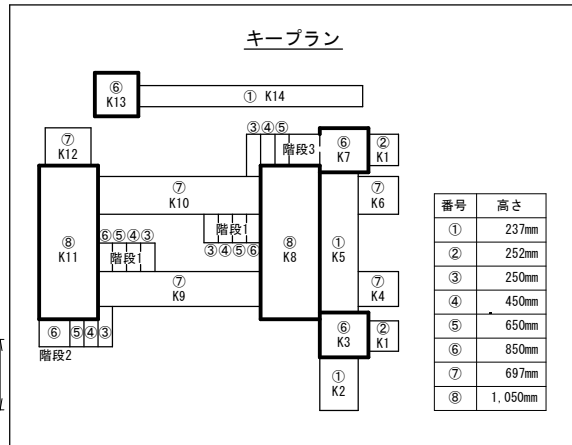 キープラン
⑥
K13
① K14
③④⑤
階段3
⑥
K7
②
K1
⑦
K12
⑦
K10
⑦
K6
⑧
K11
⑥⑤④③
階段1
階段1
③④⑤⑥
⑧
K8
①
K5
⑦
K9
⑦
K4
⑥ ⑤④③
階段2
⑥
K3
②
K1
①
K2
番号 高さ
① 237mm
② 252mm
③ 250mm
④ 450mm
⑤ 650mm
⑥ 850mm
⑦ 697mm
⑧ 1,050mm